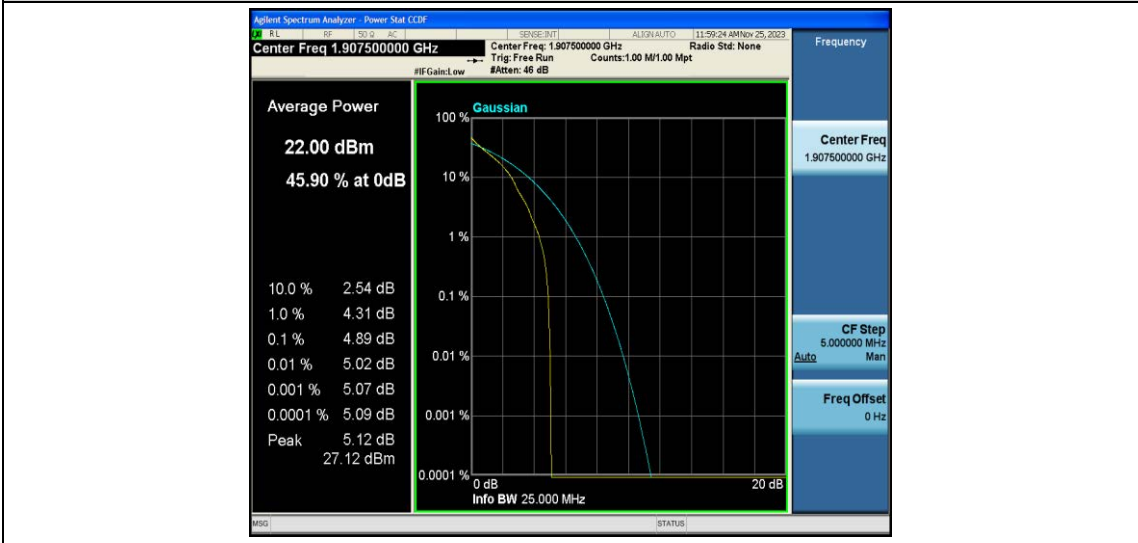 Agilent Spectrum Analyzer - Power Stat CCDF
RL RF 50 Ω AC SENSE:INT ALIGN AUTO 11:59:24 AM Nov 25, 2023
Center Freq 1.907500000 GHz
Center Freq: 1.907500000 GHz Radio Std: None
Trig: Free Run Counts:1.00 M/1.00 Mpt
#IFGain:Low #Atten: 46 dB
Frequency
Average Power
22.00 dBm
45.90 % at 0dB
10.0 % 2.54 dB
1.0 % 4.31 dB
0.1 % 4.89 dB
0.01 % 5.02 dB
0.001 % 5.07 dB
0.0001 % 5.09 dB
Peak 5.12 dB
27.12 dBm
Gaussian
100 %
10 %
1 %
0.1 %
0.01 %
0.001 %
0.0001 %
0 dB 20 dB
Info BW 25.000 MHz
Center Freq
1.907500000 GHz
CF Step
5.000000 MHz
Auto Man
Freq Offset
0 Hz
MSG STATUS